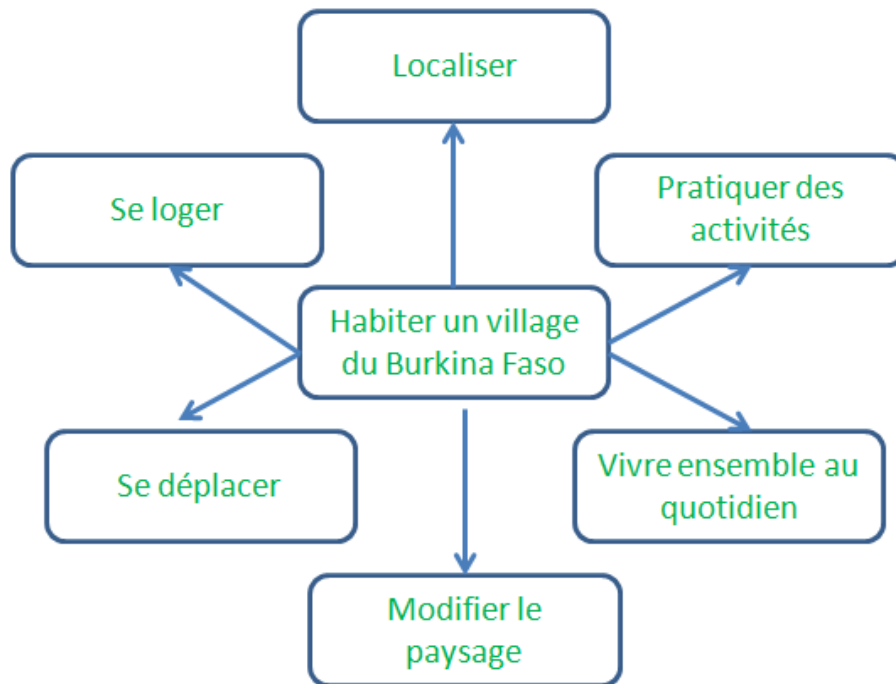 Localiser
Se loger
Pratiquer des
activités
Habiter un village
du Burkina Faso
Se déplacer
Vivre ensemble au
quotidien
Modifier le
paysage